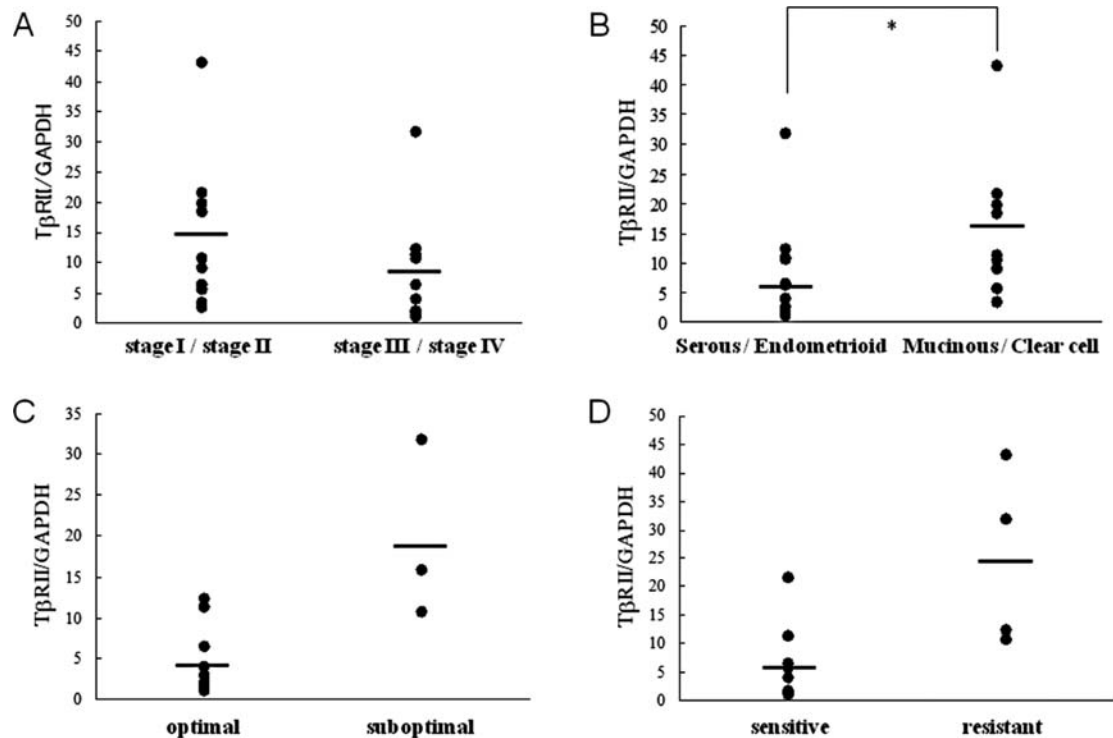 A
TβRII/GAPDH
50
45
40
35
30
25
20
15
10
5
0
stage I / stage II
stage III / stage IV
B
*
TβRII/GAPDH
50
45
40
35
30
25
20
15
10
5
0
Serous / Endometrioid
Mucinous / Clear cell
C
TβRII/GAPDH
35
30
25
20
15
10
5
0
optimal
suboptimal
D
TβRII/GAPDH
50
45
40
35
30
25
20
15
10
5
0
sensitive
resistant